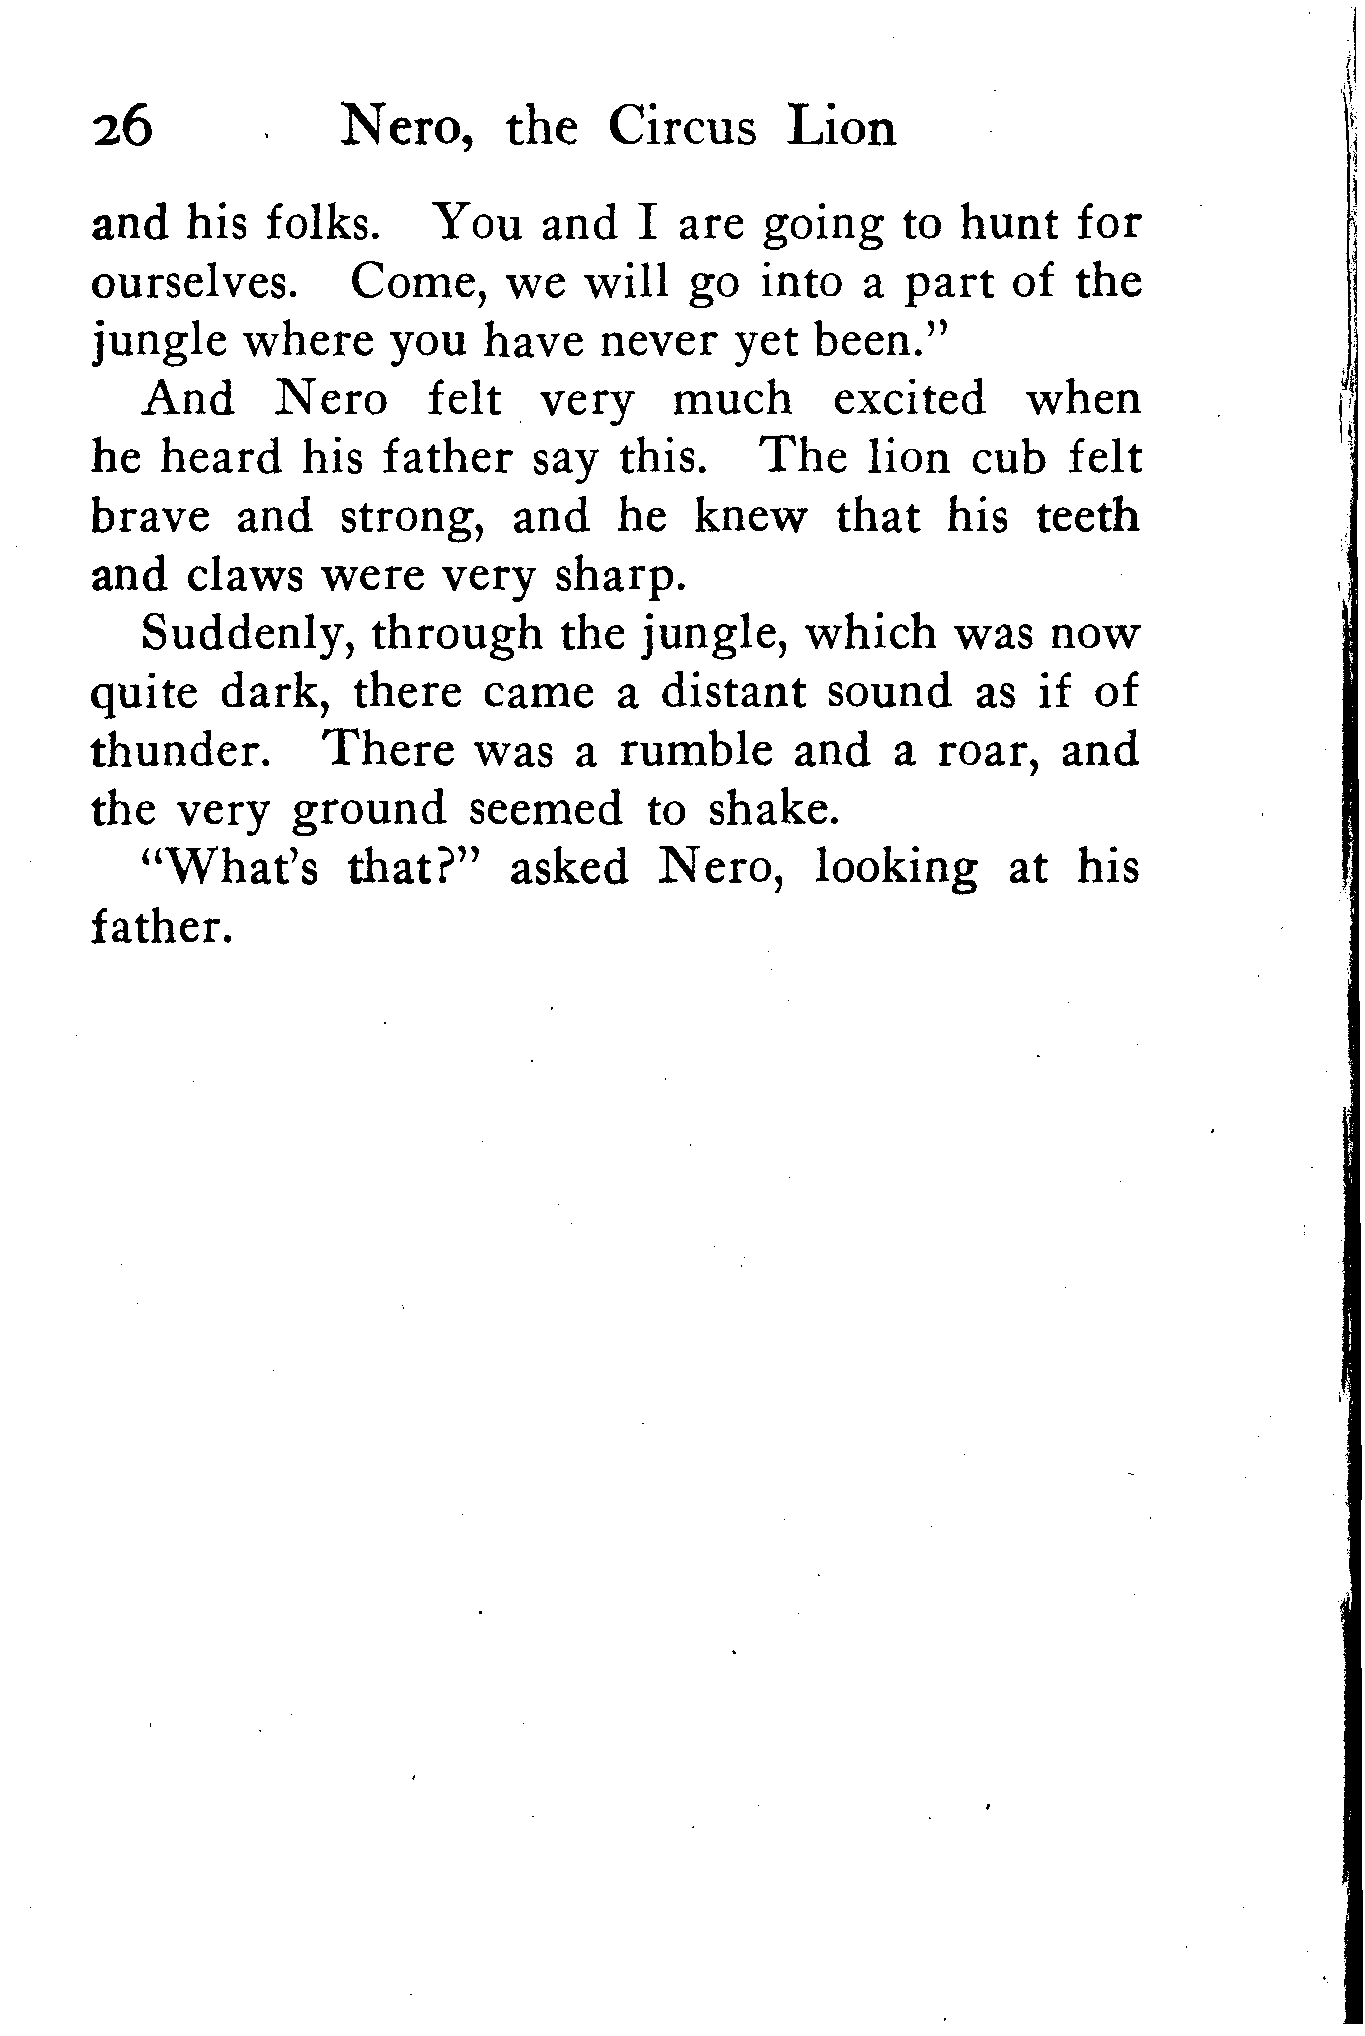 26 Nero, the Circus Lion
and his folks. You and I are going to hunt for
ourselves. Come, we will go into a part of the
jungle where you have never yet been."
And Nero felt very much excited when
he heard his father say this. The lion cub felt
brave and strong, and he knew that his teeth
and claws were very sharp.
Suddenly, through the jungle, which was now
quite dark, there came a distant sound as if of
thunder. There was a rumble and a roar, and
the very ground seemed to shake.
"What's that?" asked Nero, looking at his
father.